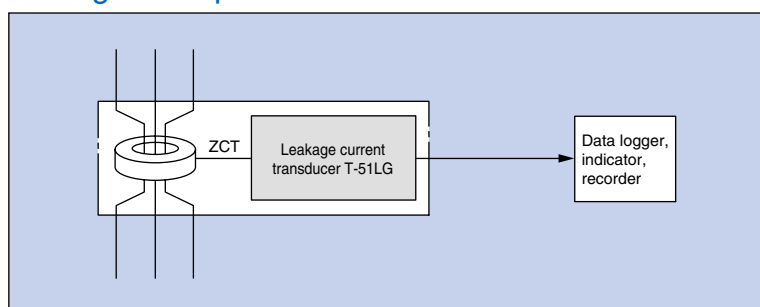 ZCT
Leakage current
transducer T-51LG
Data logger,
indicator,
recorder